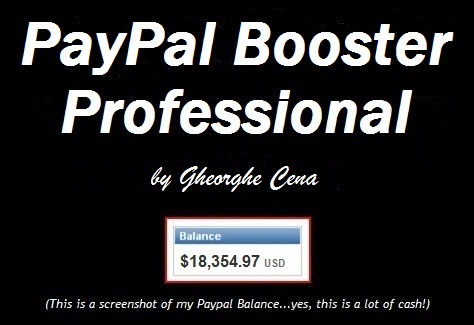 PayPal Booster
Professional
by Gheorghe Cena
Balance
$18,354.97 USD
(This is a screenshot of my Paypal Balance...yes, this is a lot of cash!)